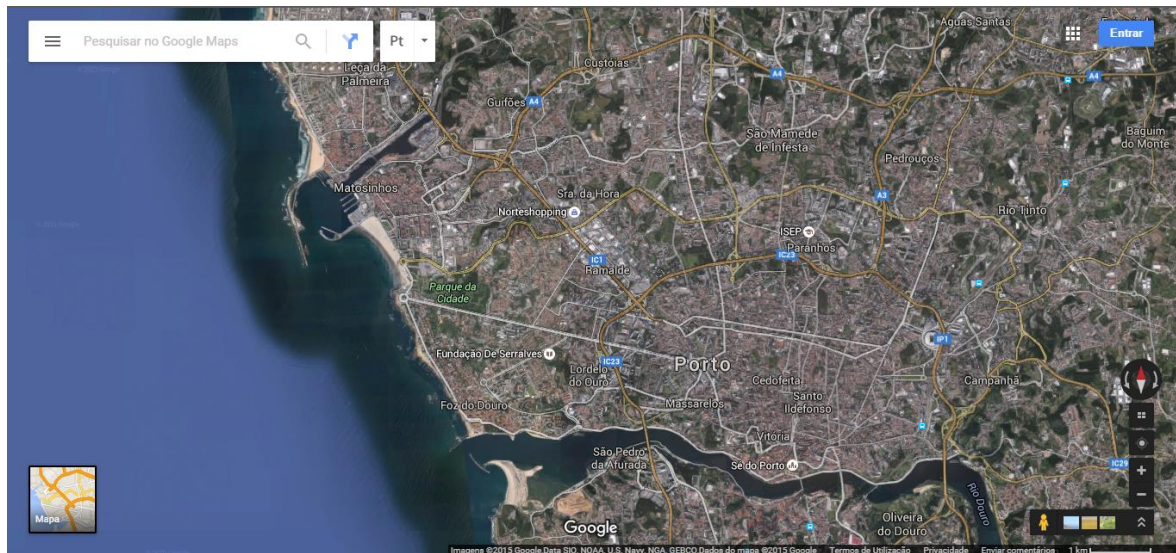 Pesquisar no Google Maps
Pt
Águas Santas
Entrar
Leça da
Palmeira
Custóias
A4
A4
Guifões
A4
São Mamede
de Infesta
Baguim
do Monte
Pedrouços
Matosinhos
Sra. da Hora
A3
Norteshopping
Rio Tinto
ISEP
Paranhos
IC1
IC23
Ramalde
Parque da
Cidade
IP1
Fundação De Serralves
IC23
Porto
Lordelo
do Ouro
Cedofeita
Campanhã
Massarelos
Santo
Ildefonso
Foz do Douro
Vitória
São Pedro
da Afurada
Sé do Porto
IC29
Rio Douro
Mapa
Google
Oliveira
do Douro
Imagens ©2015 Google,Data SIO, NOAA, U.S. Navy, NGA, GEBCO,Dados do mapa ©2015 Google Termos de Utilização Privacidade Enviar comentários 1 km